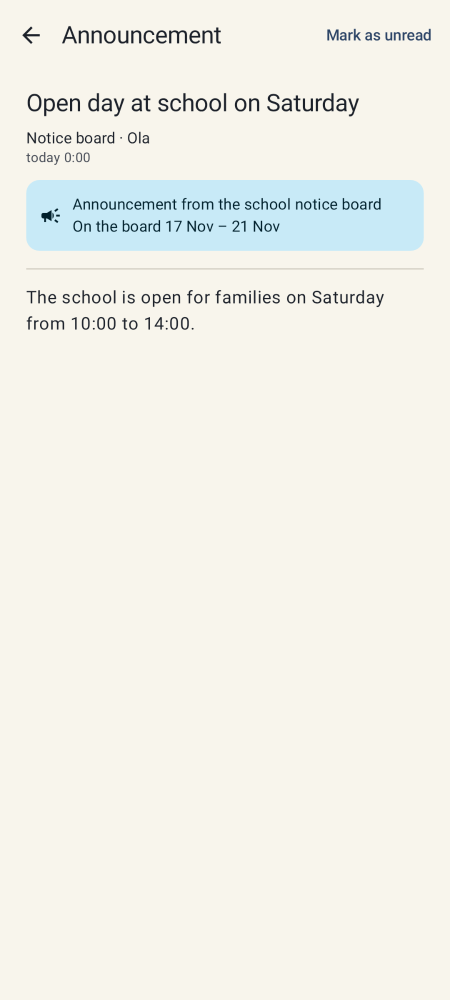 Announcement
Mark as unread
Open day at school on Saturday
Notice board · Ola
today 0:00
Announcement from the school notice board
On the board 17 Nov – 21 Nov
The school is open for families on Saturday
from 10:00 to 14:00.